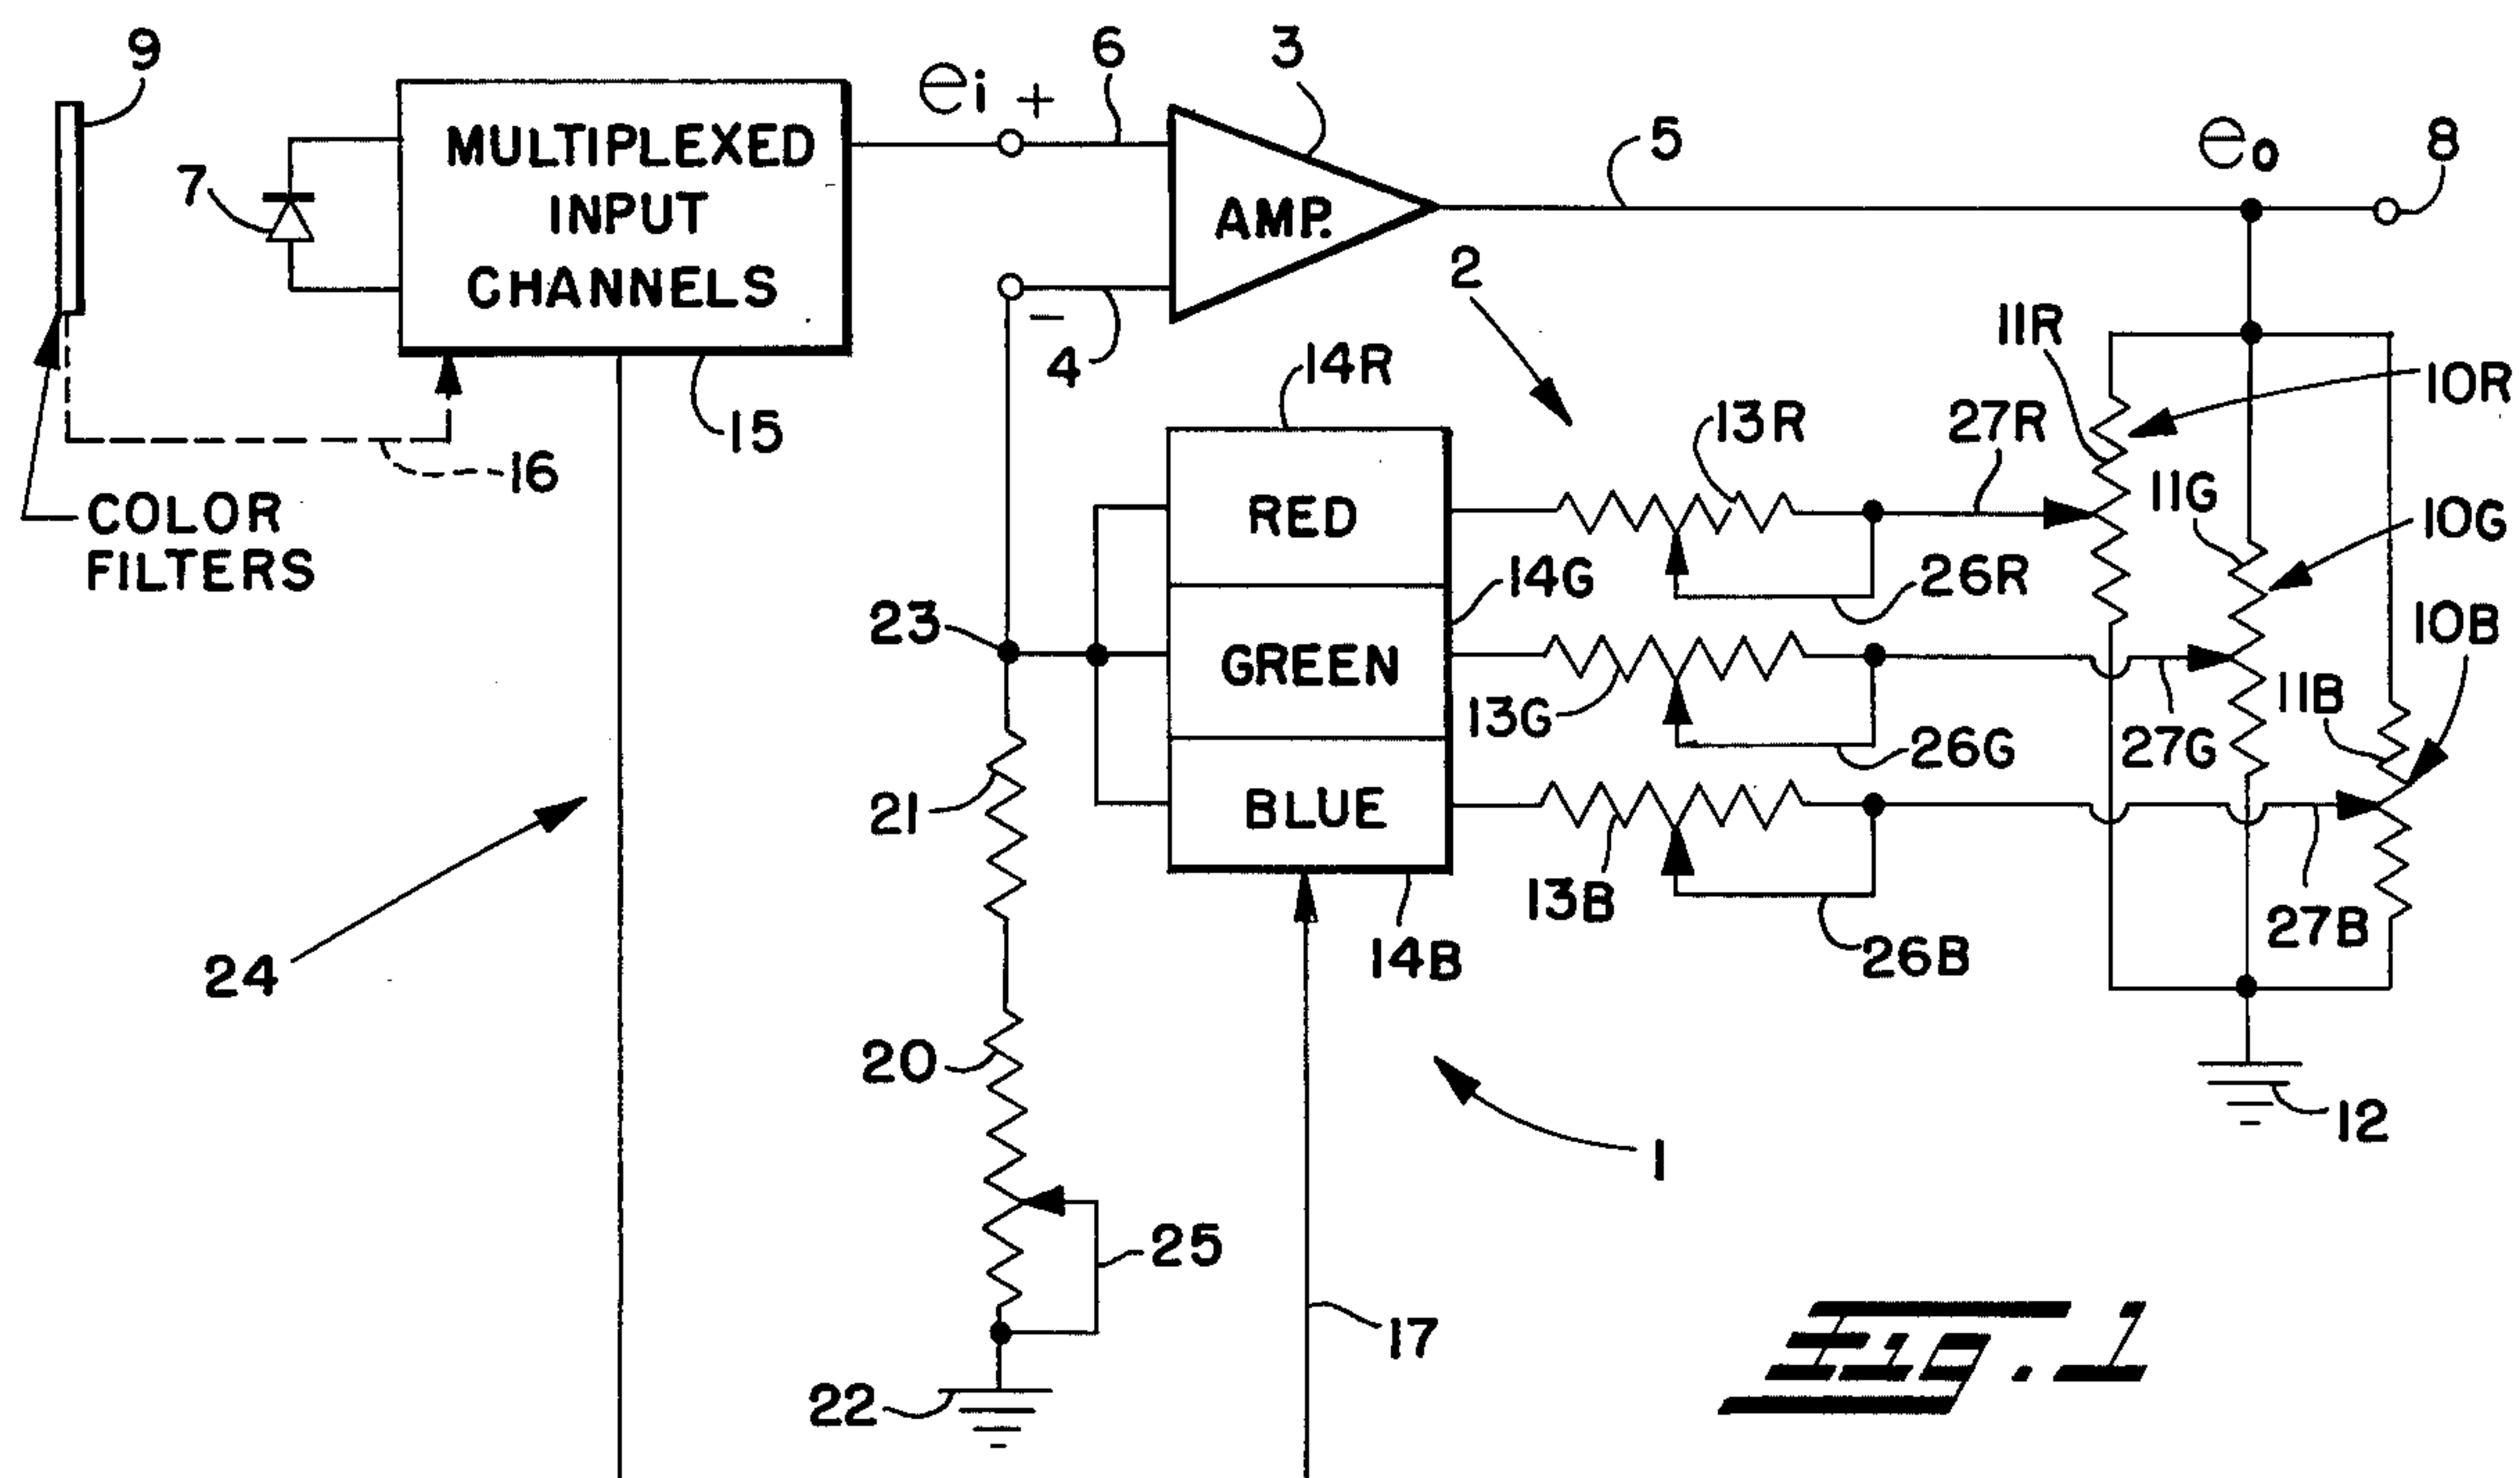 9
7
MULTIPLEXED
INPUT
CHANNELS
ei +
6
3
AMP.
5
eo
8
-
4
2
15
16
COLOR
FILTERS
14R
RED
13R
27R
11R
10R
26R
14G
GREEN
13G
26G
11G
10G
27G
23
BLUE
13B
26B
14B
11B
10B
27B
21
24
20
1
12
25
17
22
Fig. 1